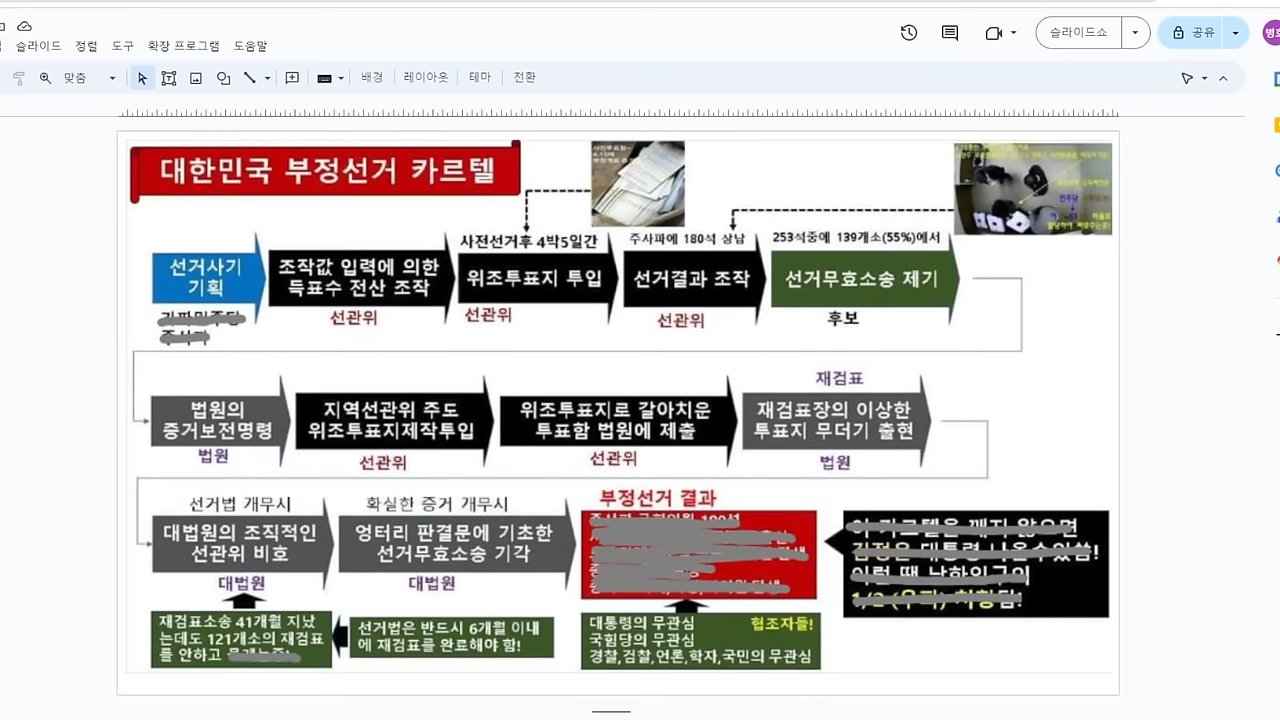 슬라이드 정렬 도구 확장 프로그램 도움말
슬라이드쇼
공유
맞춤
배경 레이아웃 테마 전환
대한민국 부정선거 카르텔
사전선거후 4박5일간
주사파에 180석 상납
253석중에 139개소(55%)에서
선거사기
기획
조작값 입력에 의한
득표수 전산 조작
선관위
위조투표지 투입
선관위
선거결과 조작
선관위
선거무효소송 제기
후보
법원의
증거보전명령
법원
지역선관위 주도
위조투표지제작투입
선관위
위조투표지로 갈아치운
투표함 법원에 제출
선관위
재검표
재검표장의 이상한
투표지 무더기 출현
법원
선거법 개무시
대법원의 조직적인
선관위 비호
대법원
확실한 증거 개무시
엉터리 판결문에 기초한
선거무효소송 기각
대법원
부정선거 결과
재검표소송 41개월 지났
는데도 121개소의 재검표
를 안하고
선거법은 반드시 6개월 이내
에 재검표를 완료해야 함!
대통령의 무관심 협조자들!
국힘당의 무관심
경찰,검찰,언론,학자,국민의 무관심